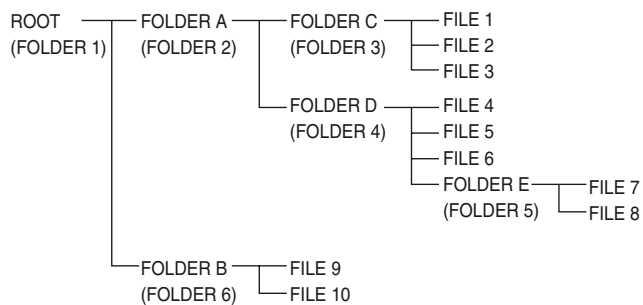 ROOT FOLDER A FOLDER C FILE 1
(FOLDER 1) (FOLDER 2) (FOLDER 3) FILE 2
FILE 3
FOLDER D FILE 4
(FOLDER 4) FILE 5
FILE 6
FOLDER E FILE 7
(FOLDER 5) FILE 8
FOLDER B FILE 9
(FOLDER 6) FILE 10